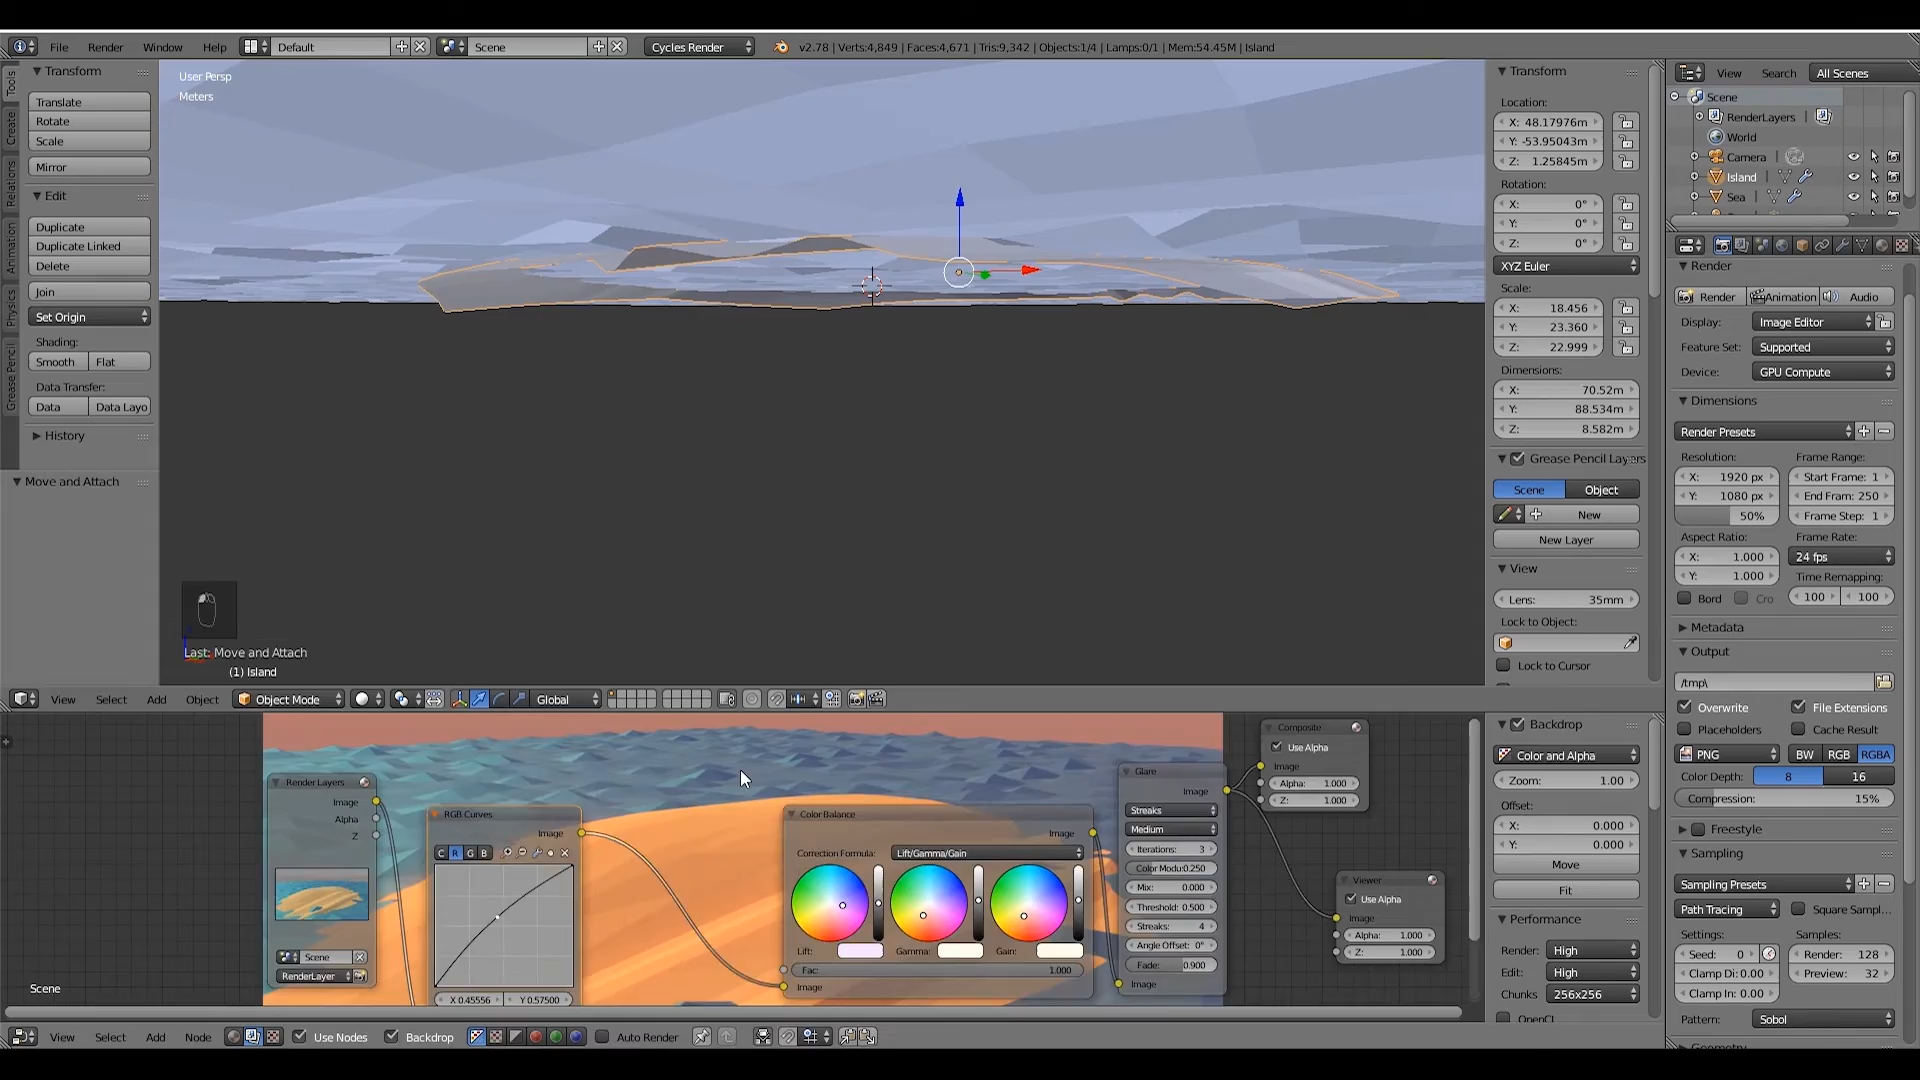 File Render Window Help Default Scene Cycles Render v2.78 | Verts:4,849 | Faces:4,671 | Tris:9,342 | Objects:1/4 | Lamps:0/1 | Mem:54.45M | Island
Tools
Create
Relations
Animation
Physics
Grease Pencil
Transform
Translate
Rotate
Scale
Mirror
Edit
Duplicate
Duplicate Linked
Delete
Join
Set Origin
Shading:
Smooth Flat
Data Transfer:
Data Data Layo
History
Move and Attach
User Persp
Meters
Last: Move and Attach
(1) Island
Transform
Location:
X: 48.17976m
Y: -53.95043m
Z: 1.25845m
Rotation:
X: 0°
Y: 0°
Z: 0°
XYZ Euler
Scale:
X: 18.456
Y: 23.360
Z: 22.999
Dimensions:
X: 70.52m
Y: 88.534m
Z: 8.582m
Grease Pencil Layers
Scene Object
New
New Layer
View
Lens: 35mm
Lock to Object:
Lock to Cursor
View Search All Scenes
Scene
RenderLayers |
World
Camera |
Island |
Sea |
Render
Render Animation Audio
Display: Image Editor
Feature Set: Supported
Device: GPU Compute
Dimensions
Render Presets
Resolution: Frame Range:
X: 1920 px Start Frame: 1
Y: 1080 px End Fram: 250
50% Frame Step: 1
Aspect Ratio: Frame Rate:
X: 1.000 24 fps
Y: 1.000 Time Remapping:
Bord Cro 100 100
Metadata
Output
/tmp\
Overwrite File Extensions
Placeholders Cache Result
PNG BW RGB RGBA
Color Depth: 8 16
Compression: 15%
Freestyle
Sampling
Sampling Presets
Path Tracing Square Sampl...
Settings: Samples:
Seed: 0 Render: 128
Clamp Di: 0.00 Preview: 32
Clamp In: 0.00
Pattern: Sobol
Geometry
View Select Add Object Object Mode Global
Render Layers
Image
Alpha
Z
Scene
RenderLayer
RGB Curves
Image
C R G B
X 0.45556 Y 0.57500
Color Balance
Image
Correction Formula: Lift/Gamma/Gain
Lift: Gamma: Gain:
Fac: 1.000
Image
Glare
Image
Streaks
Medium
Iterations: 3
Color Modu:0.250
Mix: 0.000
Threshold: 0.500
Streaks: 4
Angle Offset: 0°
Fade: 0.900
Image
Composite
Use Alpha
Image
Alpha: 1.000
Z: 1.000
Viewer
Use Alpha
Image
Alpha: 1.000
Z: 1.000
Scene
Backdrop
Color and Alpha
Zoom: 1.00
Offset:
X: 0.000
Y: 0.000
Move
Fit
Performance
Render: High
Edit: High
Chunks 256x256
OpenCL
View Select Add Node Use Nodes Backdrop Auto Render